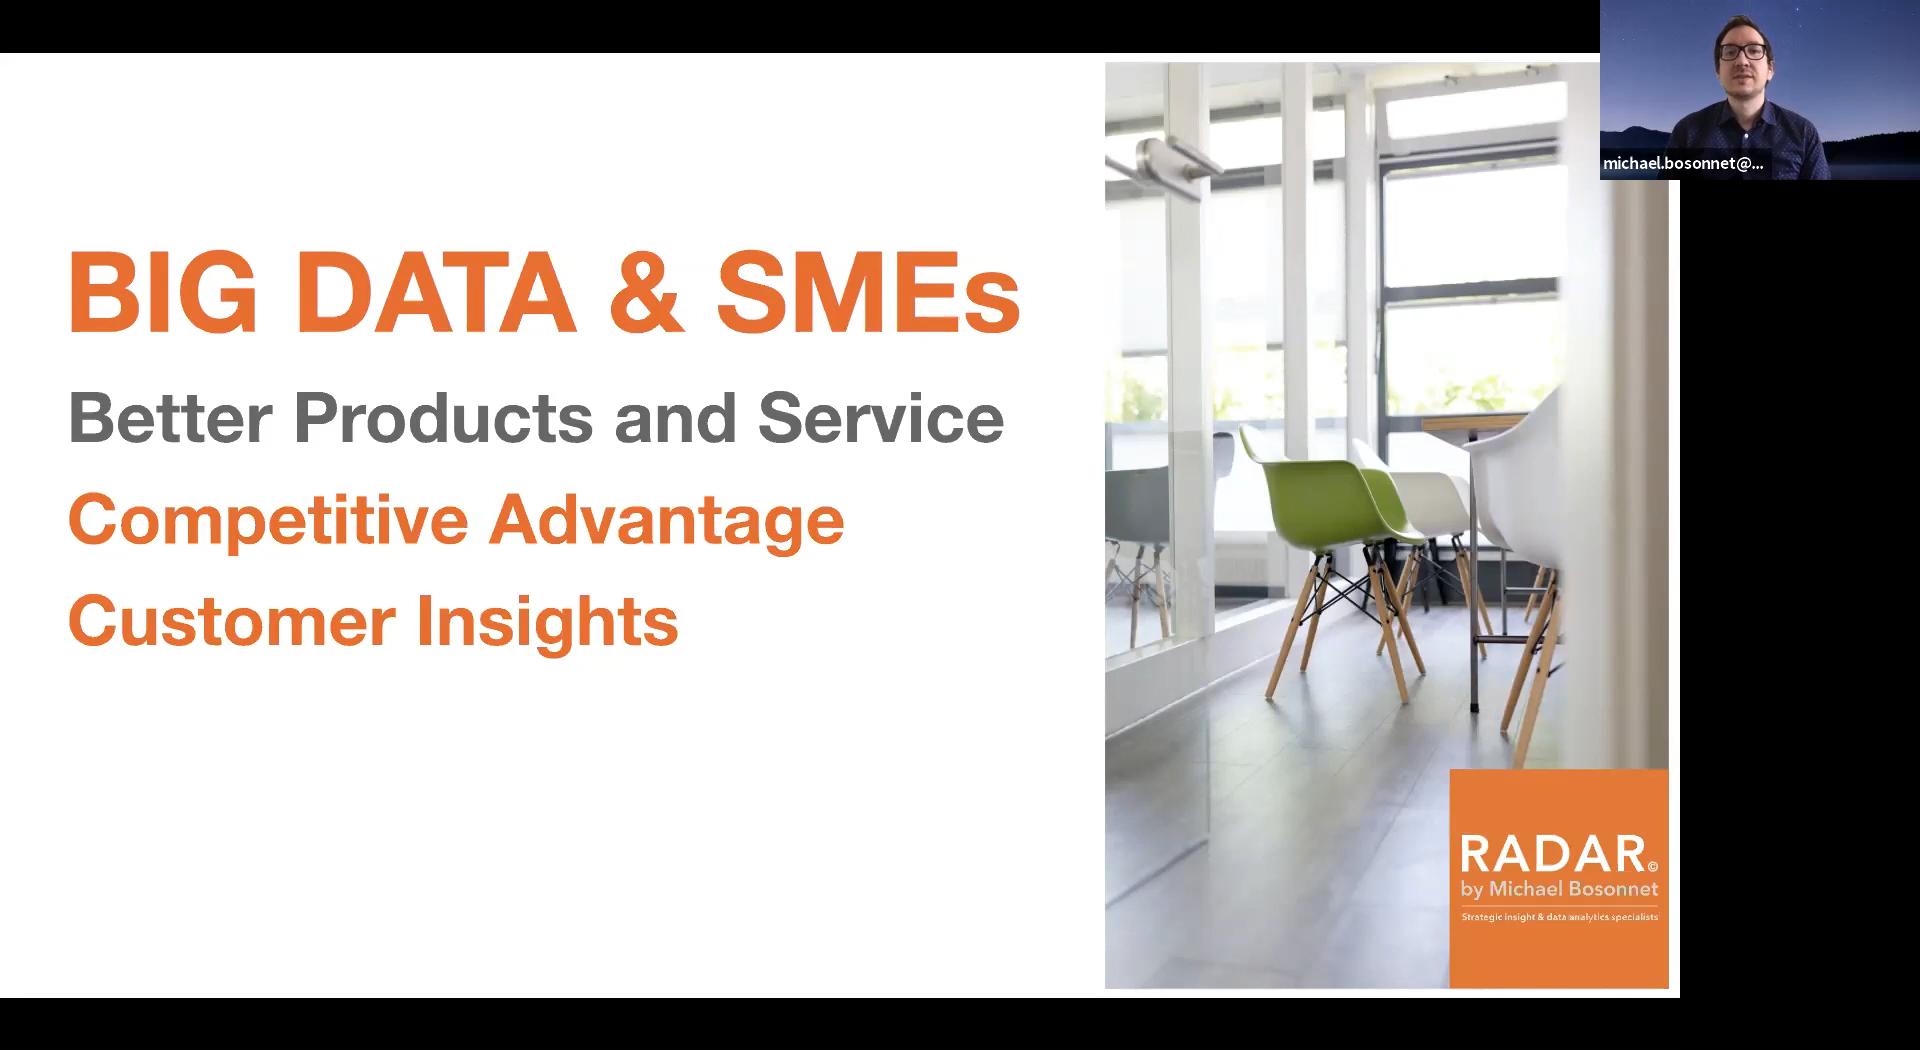 michael.bosonnet@...
BIG DATA & SMEs
Better Products and Service
Competitive Advantage
Customer Insights
RADAR©
by Michael Bosonnet
Strategic insight & data analytics specialists